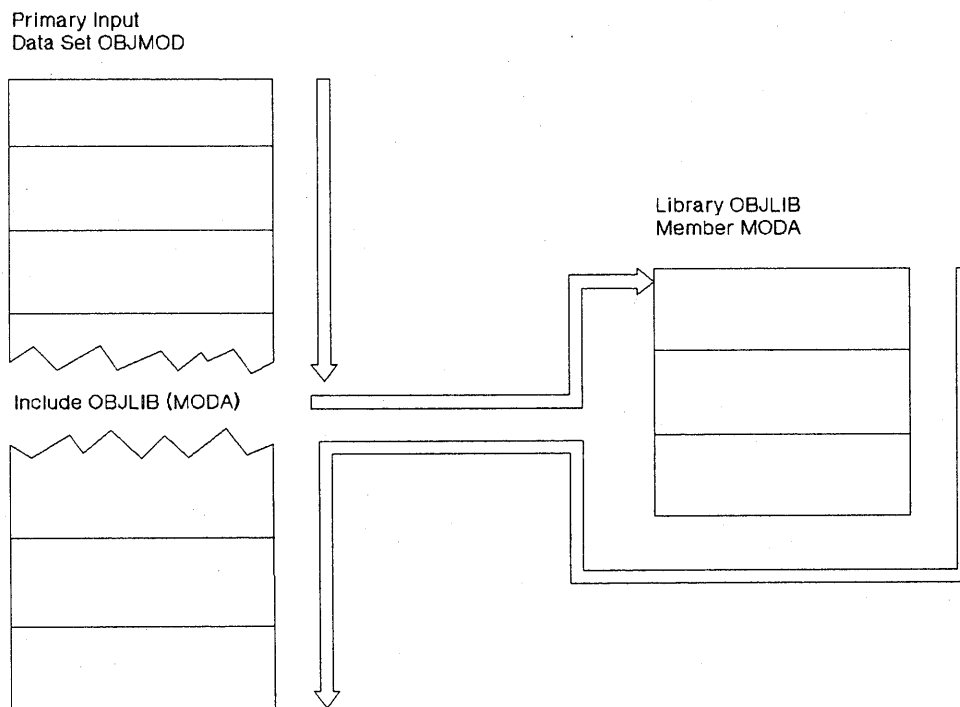 Primary Input
Data Set OBJMOD
Library OBJLIB
Member MODA
Include OBJLIB (MODA)